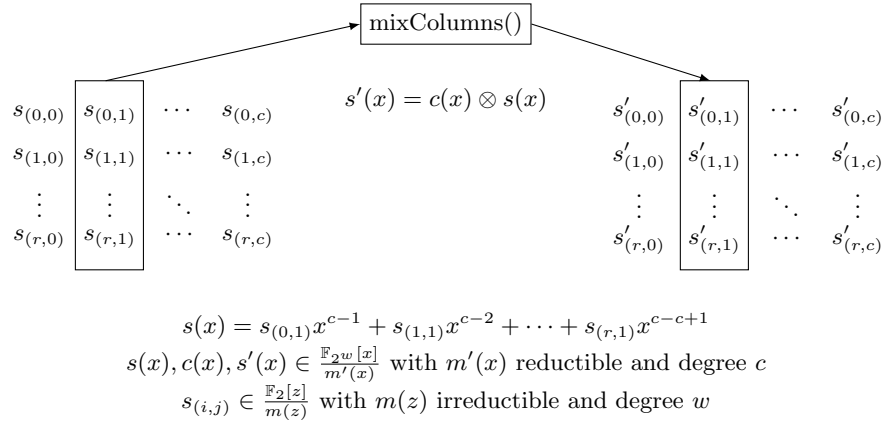 mixColumns()
s′(x) = c(x) ⊗ s(x)
s₍₀,₀₎ s₍₀,₁₎ ⋯ s₍₀,c₎ s′₍₀,₀₎ s′₍₀,₁₎ ⋯ s′₍₀,c₎
s₍₁,₀₎ s₍₁,₁₎ ⋯ s₍₁,c₎ s′₍₁,₀₎ s′₍₁,₁₎ ⋯ s′₍₁,c₎
⋮ ⋮ ⋱ ⋮ ⋮ ⋮ ⋱ ⋮
s₍r,₀₎ s₍r,₁₎ ⋯ s₍r,c₎ s′₍r,₀₎ s′₍r,₁₎ ⋯ s′₍r,c₎
s(x) = s₍₀,₁₎x^{c−1} + s₍₁,₁₎x^{c−2} + ⋯ + s₍r,₁₎x^{c−c+1}
s(x), c(x), s′(x) ∈ 𝔽_{2^w}[x]/m′(x) with m′(x) reductible and degree c
s₍i,j₎ ∈ 𝔽₂[z]/m(z) with m(z) irreductible and degree w